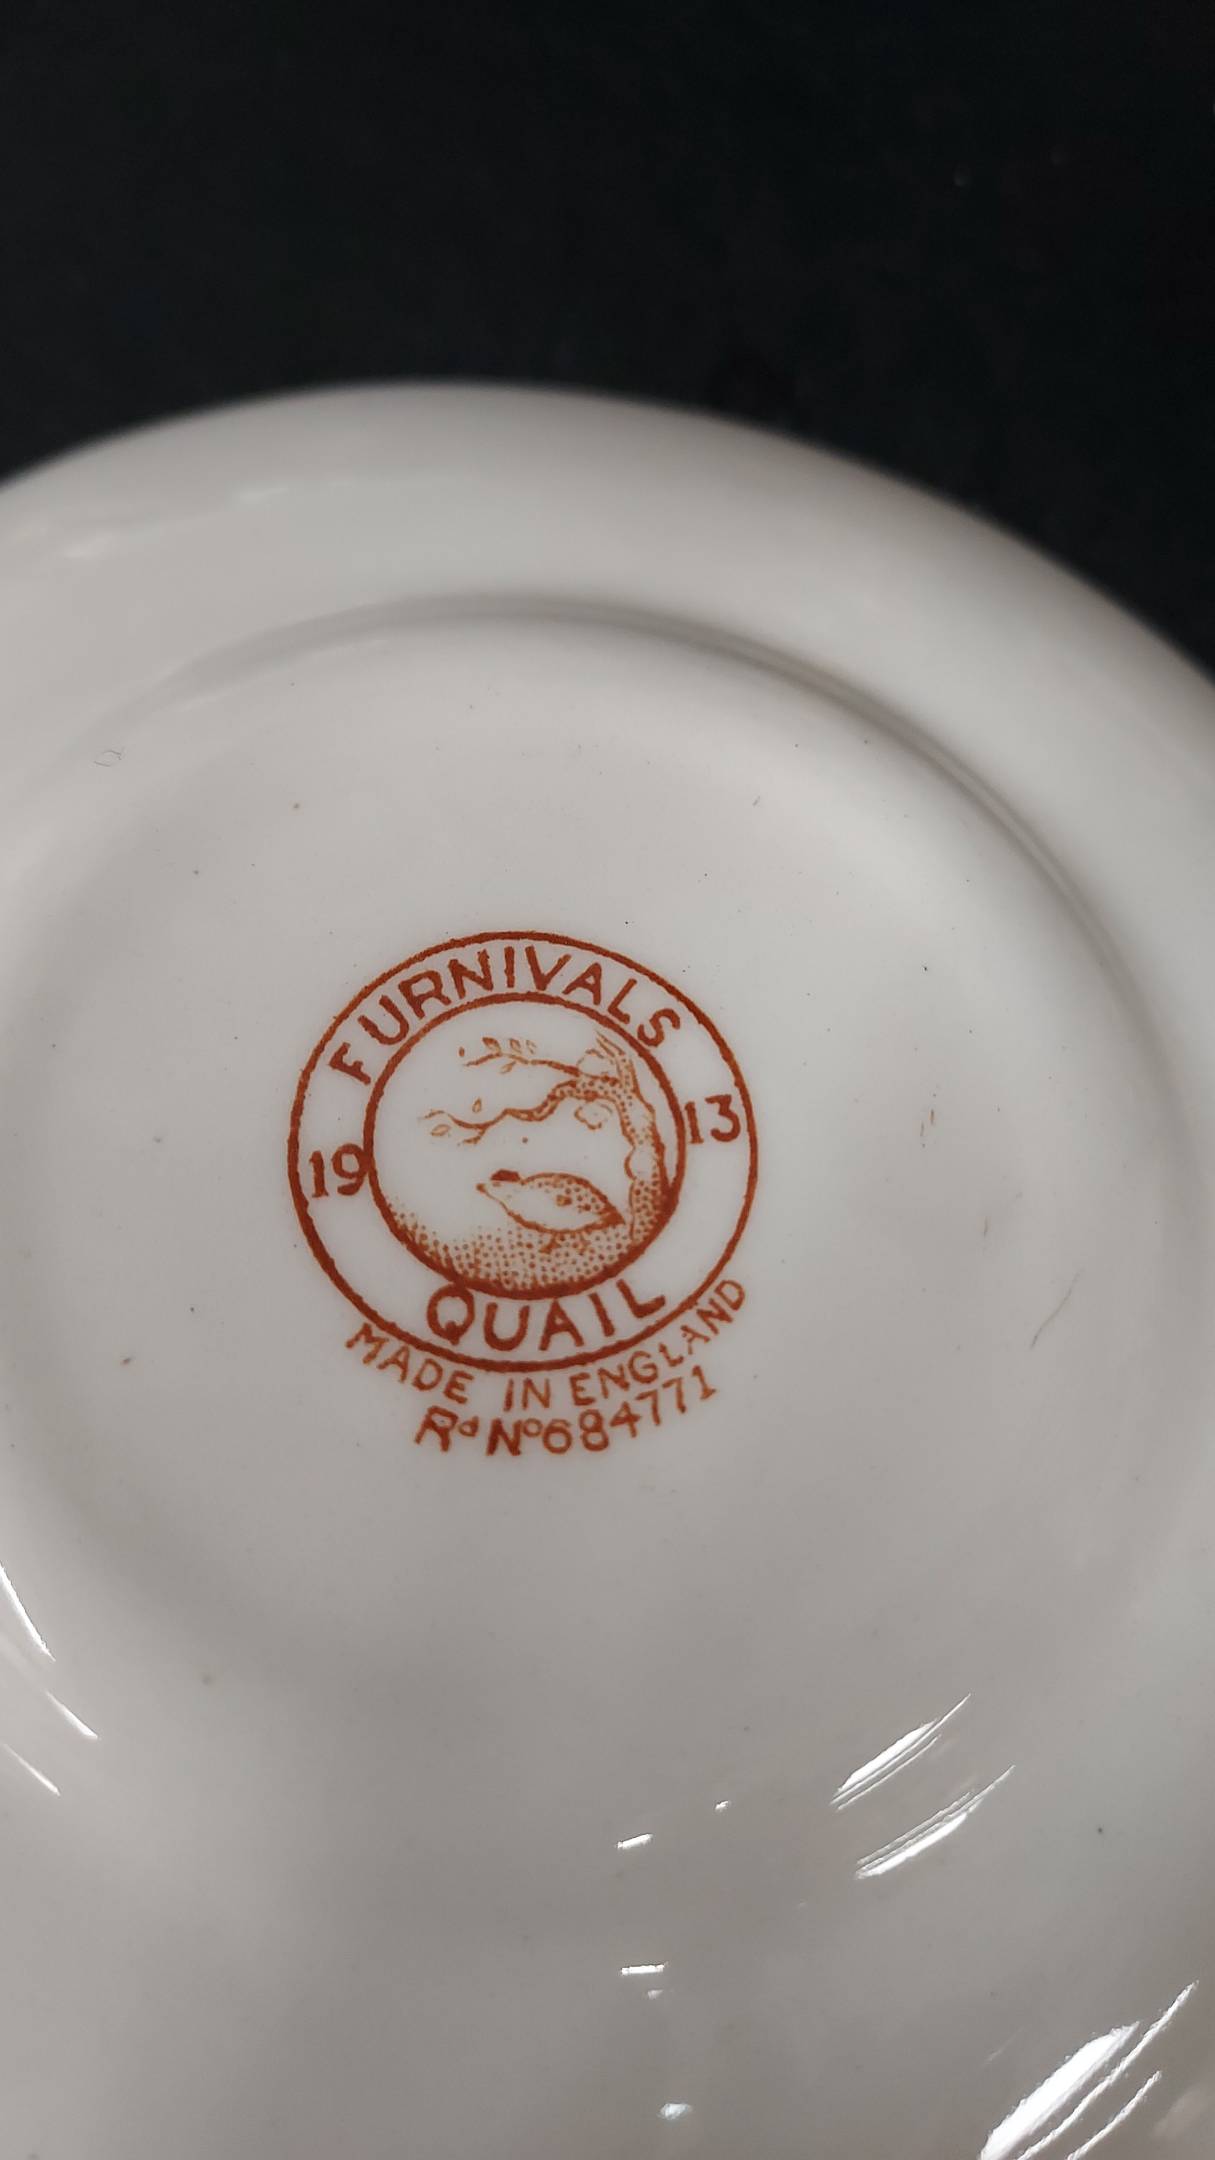 FURNIVALS
19 13
QUAIL
MADE IN ENGLAND
Rd No 684771